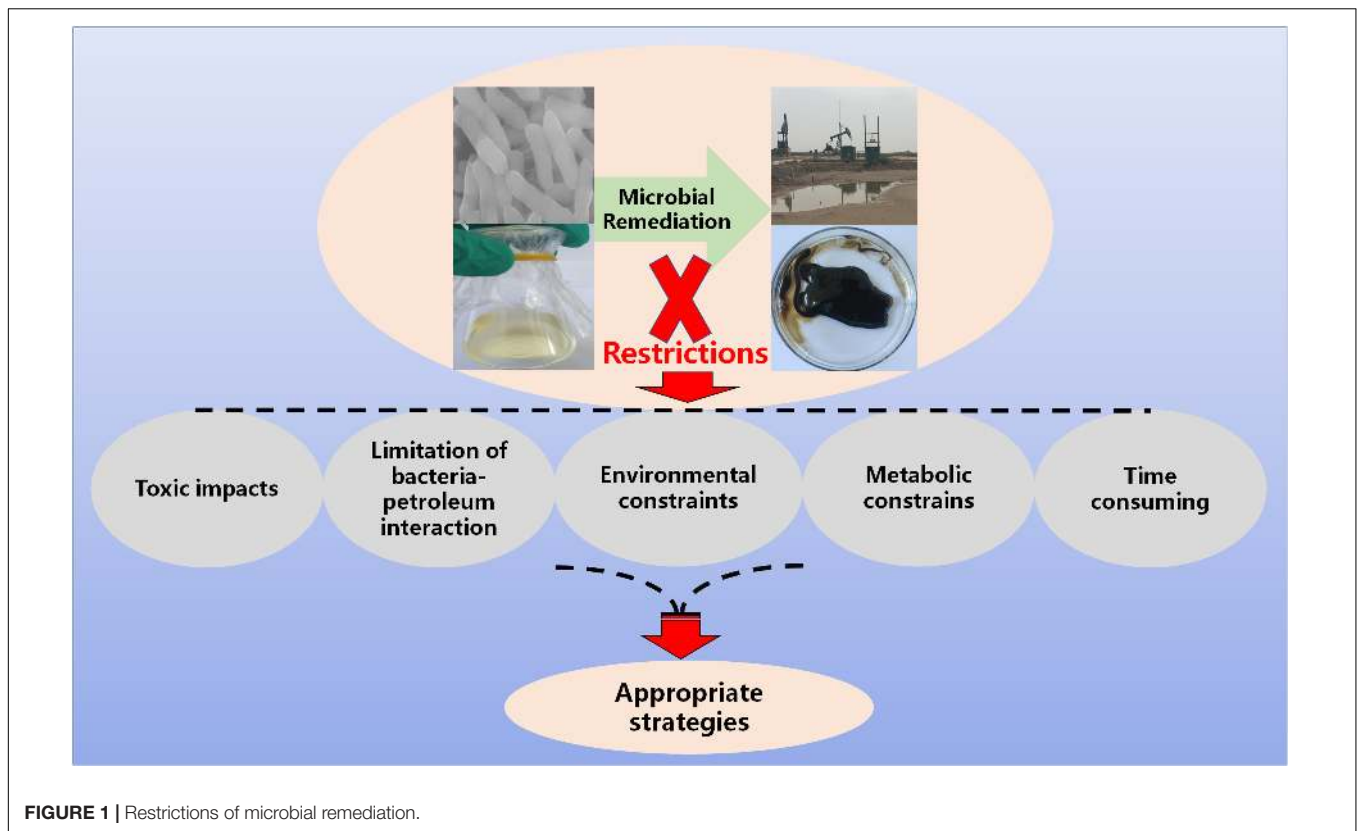 Microbial
Remediation
Restrictions
Toxic impacts
Limitation of
bacteria-
petroleum
interaction
Environmental
constraints
Metabolic
constrains
Time
consuming
Appropriate
strategies
FIGURE 1 | Restrictions of microbial remediation.